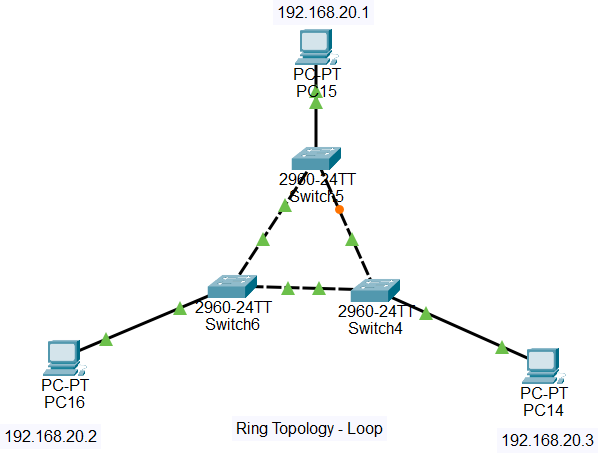 192.168.20.1
PC-PT
PC15
2960-24TT
Switch5
2960-24TT
Switch6
2960-24TT
Switch4
PC-PT
PC16
PC-PT
PC14
192.168.20.2
Ring Topology - Loop
192.168.20.3